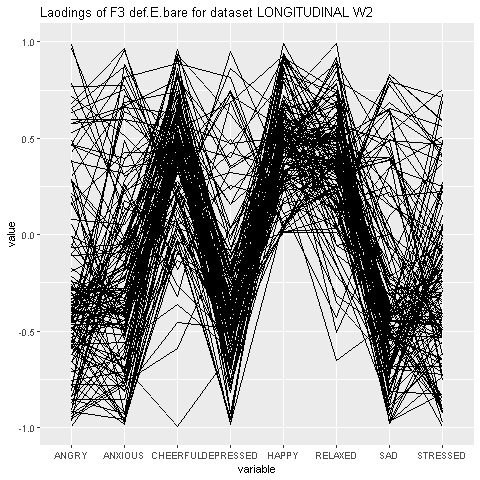 Laodings of F3 def.E.bare for dataset LONGITUDINAL W2
1.0
0.5
0.0
-0.5
-1.0
value
ANGRY ANXIOUS CHEERFULDEPRESSED HAPPY RELAXED SAD STRESSED
variable